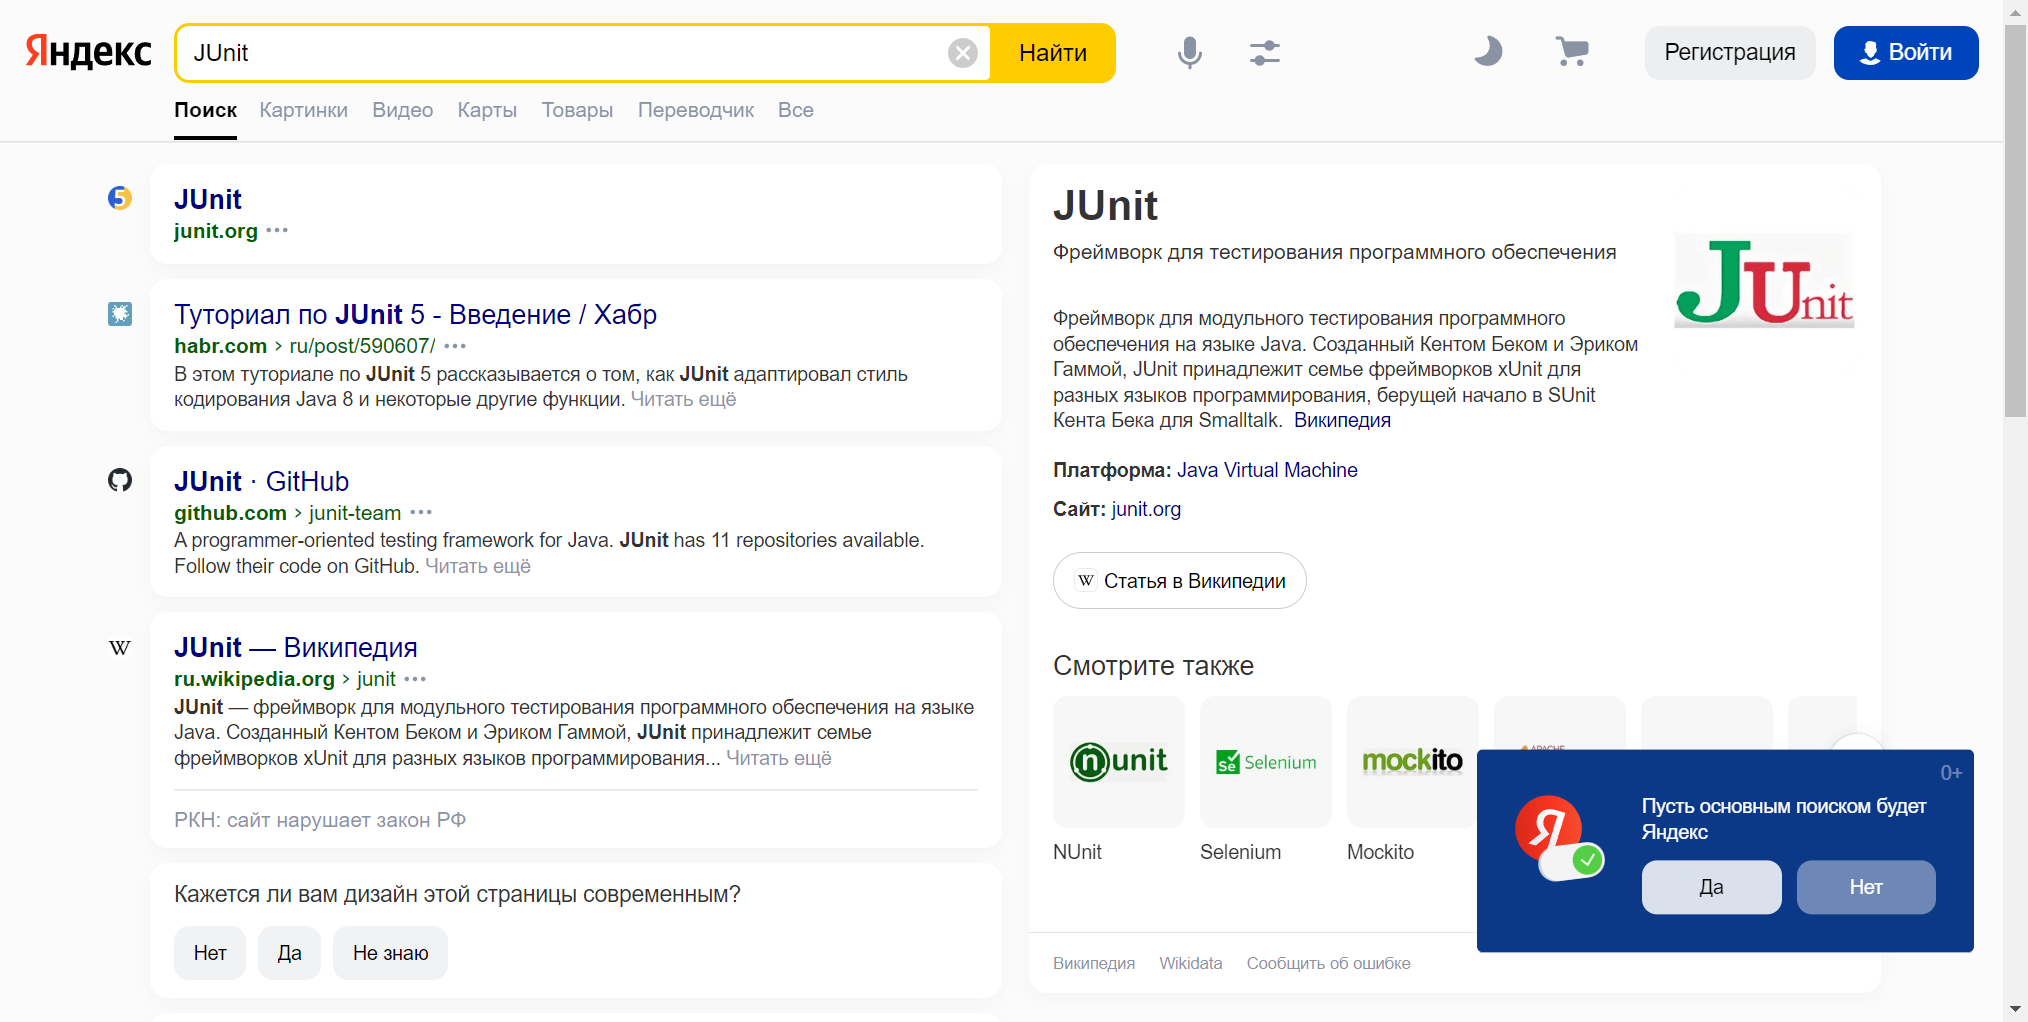 Яндекс
JUnit
Найти
Регистрация
Войти
Поиск Картинки Видео Карты Товары Переводчик Все
5
JUnit
junit.org
Туториал по JUnit 5 - Введение / Хабр
habr.com › ru/post/590607/
В этом туториале по JUnit 5 рассказывается о том, как JUnit адаптировал стиль
кодирования Java 8 и некоторые другие функции. Читать ещё
JUnit · GitHub
github.com › junit-team
A programmer-oriented testing framework for Java. JUnit has 11 repositories available.
Follow their code on GitHub. Читать ещё
W
JUnit — Википедия
ru.wikipedia.org › junit
JUnit — фреймворк для модульного тестирования программного обеспечения на языке
Java. Созданный Кентом Беком и Эриком Гаммой, JUnit принадлежит семье
фреймворков xUnit для разных языков программирования... Читать ещё
РКН: сайт нарушает закон РФ
Кажется ли вам дизайн этой страницы современным?
Нет Да Не знаю
JUnit
Фреймворк для тестирования программного обеспечения
JUnit
Фреймворк для модульного тестирования программного
обеспечения на языке Java. Созданный Кентом Беком и Эриком
Гаммой, JUnit принадлежит семье фреймворков xUnit для
разных языков программирования, берущей начало в SUnit
Кента Бека для Smalltalk. Википедия
Платформа: Java Virtual Machine
Сайт: junit.org
W Статья в Википедии
Смотрите также
nunit
Se Selenium
mockito
APACHE
NUnit
Selenium
Mockito
Википедия Wikidata Сообщить об ошибке
0+
Я
Пусть основным поиском будет
Яндекс
Да Нет